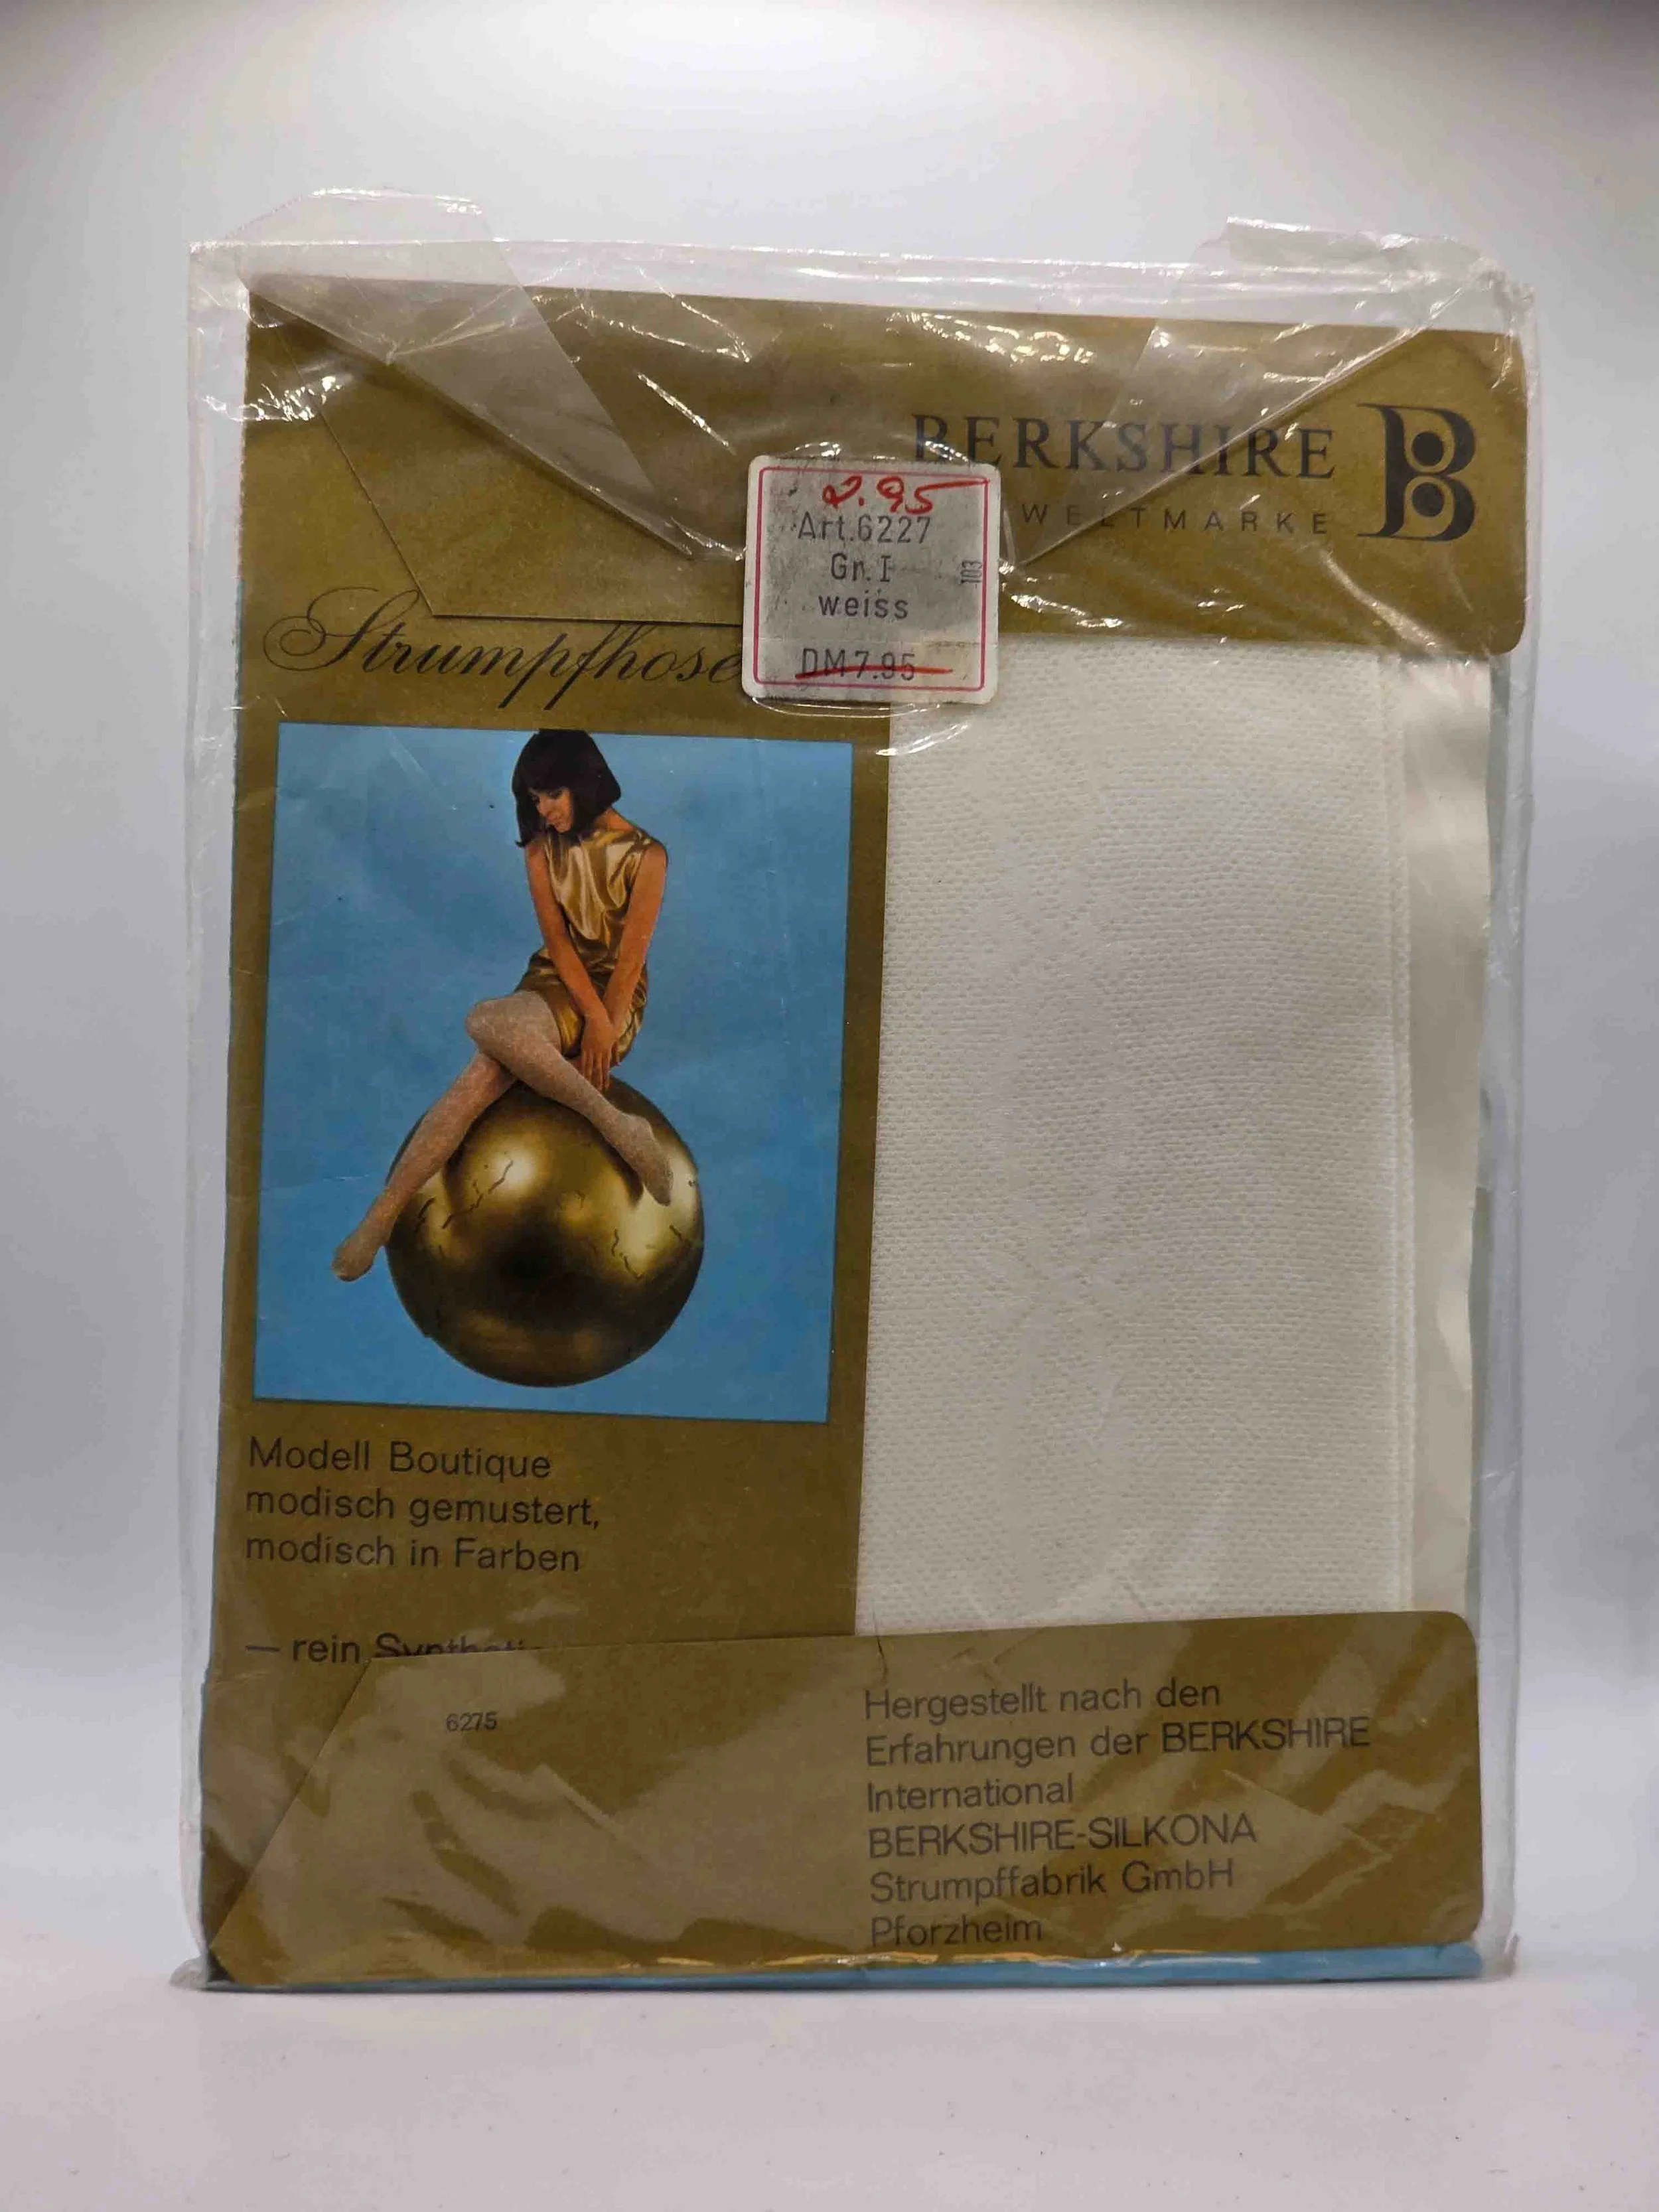 BERKSHIRE B
WELTMARKE
2.95
Art.6227
Gr.I
103
weiss
DM7.95
Strumpfhose
Modell Boutique
modisch gemustert,
modisch in Farben
— rein
6275
Hergestellt nach den
Erfahrungen der BERKSHIRE
International
BERKSHIRE-SILKONA
Strumpffabrik GmbH
Pforzheim